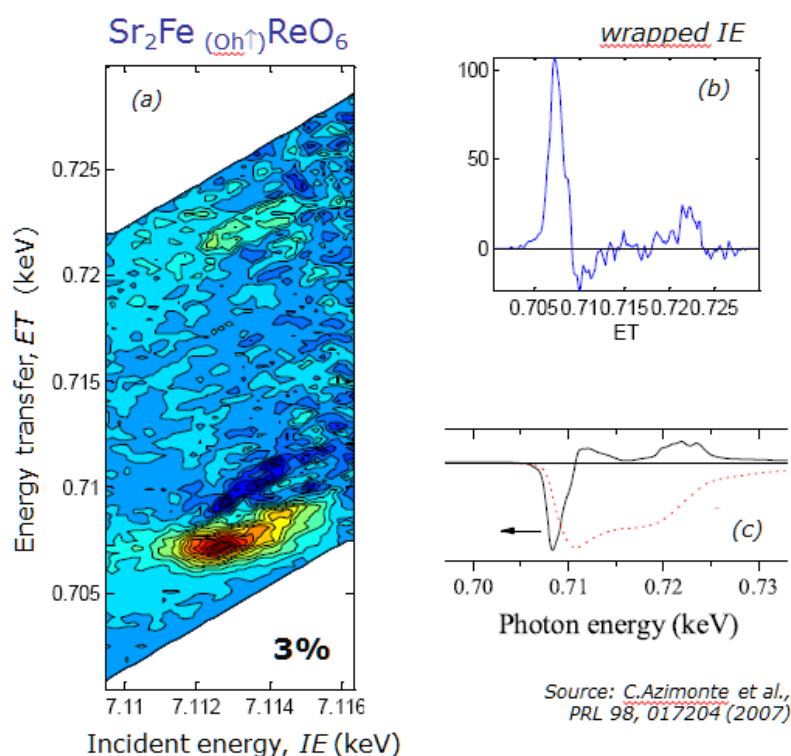 Sr₂Fe (Oh↑)ReO₆
(a)
0.725
0.72
0.715
0.71
0.705
Energy transfer, ET (keV)
3%
7.11 7.112 7.114 7.116
Incident energy, IE (keV)
wrapped IE
(b)
100
50
0
0.705 0.710 0.715 0.720 0.725
ET
(c)
0.70 0.71 0.72 0.73
Photon energy (keV)
Source: C.Azimonte et al.,
PRL 98, 017204 (2007)